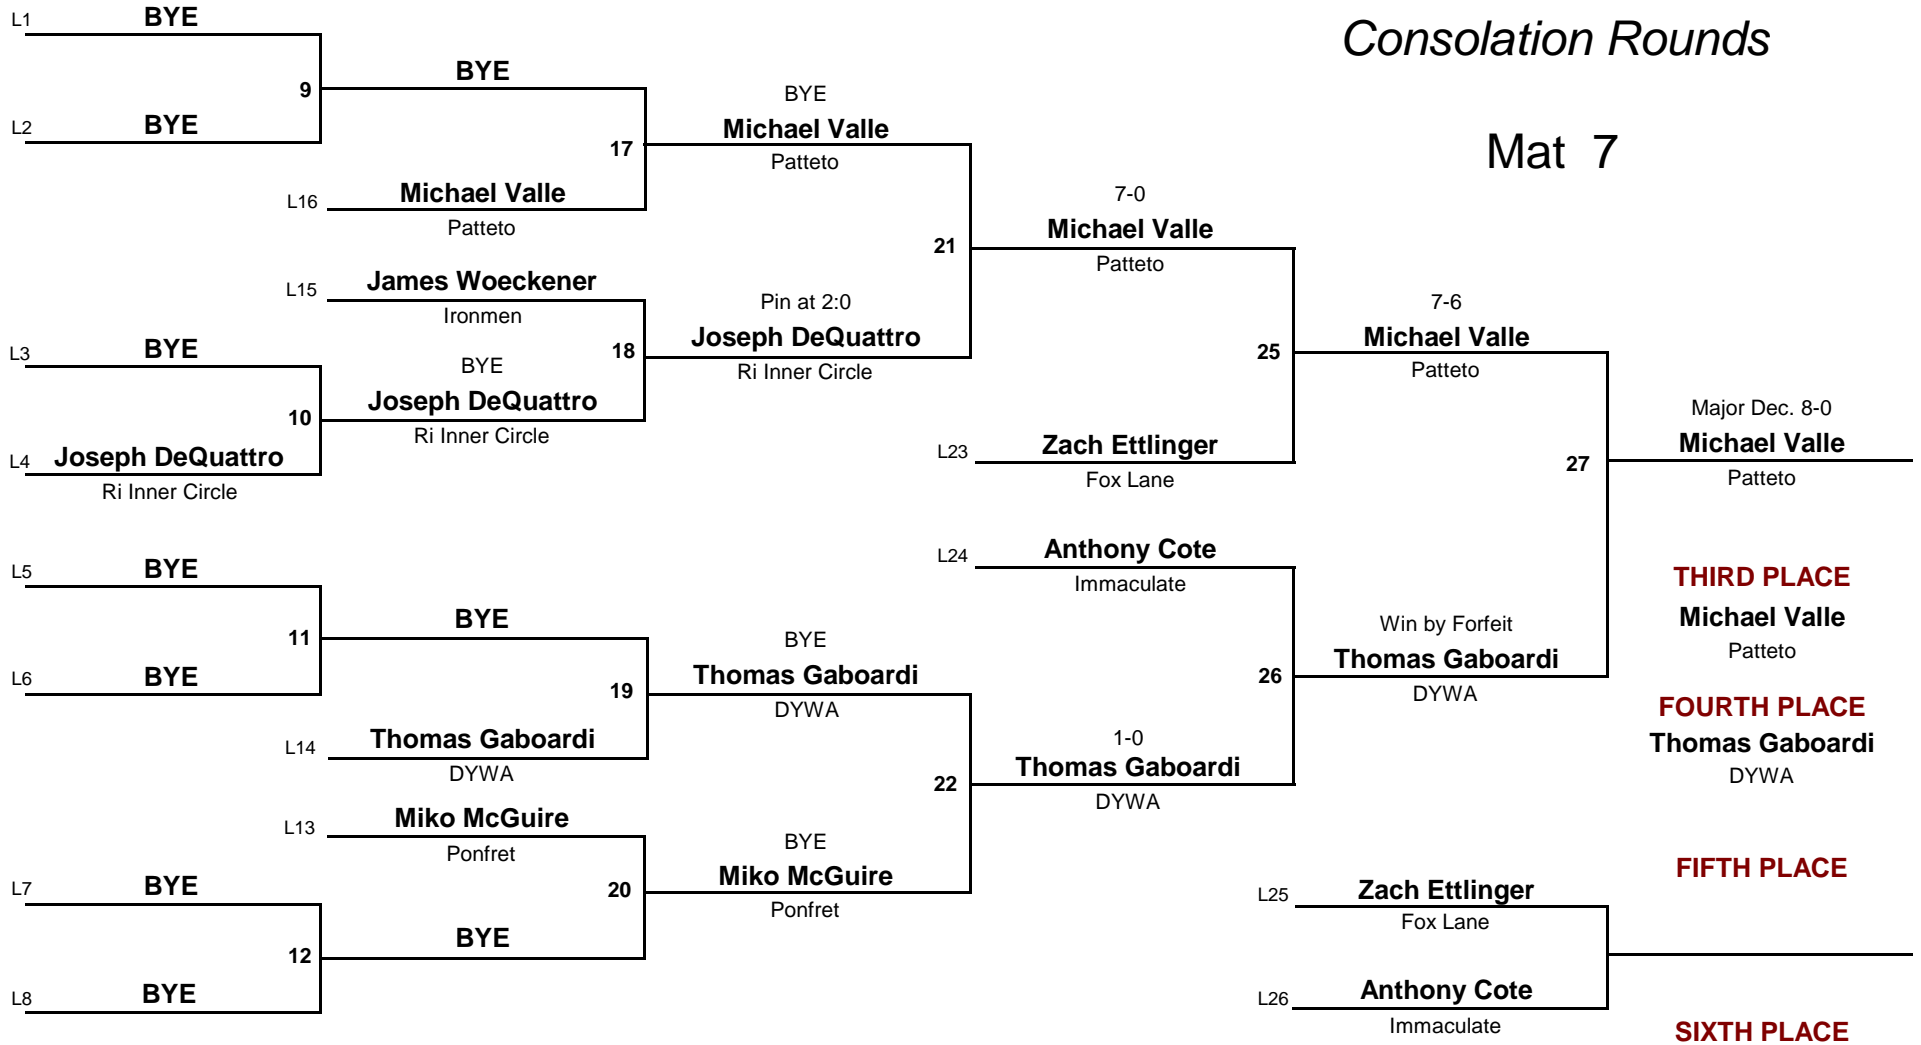 Consolation Rounds
Mat 7
L1 BYE
9
L2 BYE
BYE
17
L16 Michael Valle
Patteto
BYE
Michael Valle
Patteto
L15 James Woeckener
Ironmen
L3 BYE
10
L4 Joseph DeQuattro
Ri Inner Circle
BYE
Joseph DeQuattro
Ri Inner Circle
18
Pin at 2:0
Joseph DeQuattro
Ri Inner Circle
21
7-0
Michael Valle
Patteto
25
L23 Zach Ettlinger
Fox Lane
7-6
Michael Valle
Patteto
27
Major Dec. 8-0
Michael Valle
Patteto
L5 BYE
11
L6 BYE
BYE
19
L14 Thomas Gaboardi
DYWA
BYE
Thomas Gaboardi
DYWA
L13 Miko McGuire
Ponfret
L7 BYE
12
L8 BYE
BYE
20
BYE
Miko McGuire
Ponfret
22
L24 Anthony Cote
Immaculate
1-0
Thomas Gaboardi
DYWA
26
Win by Forfeit
Thomas Gaboardi
DYWA
THIRD PLACE
Michael Valle
Patteto
FOURTH PLACE
Thomas Gaboardi
DYWA
L25 Zach Ettlinger
Fox Lane
L26 Anthony Cote
Immaculate
FIFTH PLACE
SIXTH PLACE